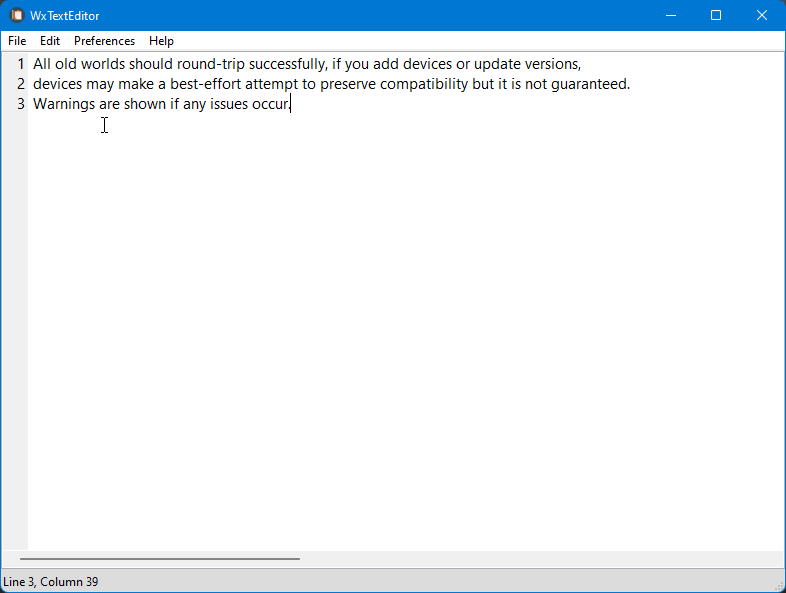 WxTextEditor
File Edit Preferences Help
1 All old worlds should round-trip successfully, if you add devices or update versions,
2 devices may make a best-effort attempt to preserve compatibility but it is not guaranteed.
3 Warnings are shown if any issues occur.
Line 3, Column 39